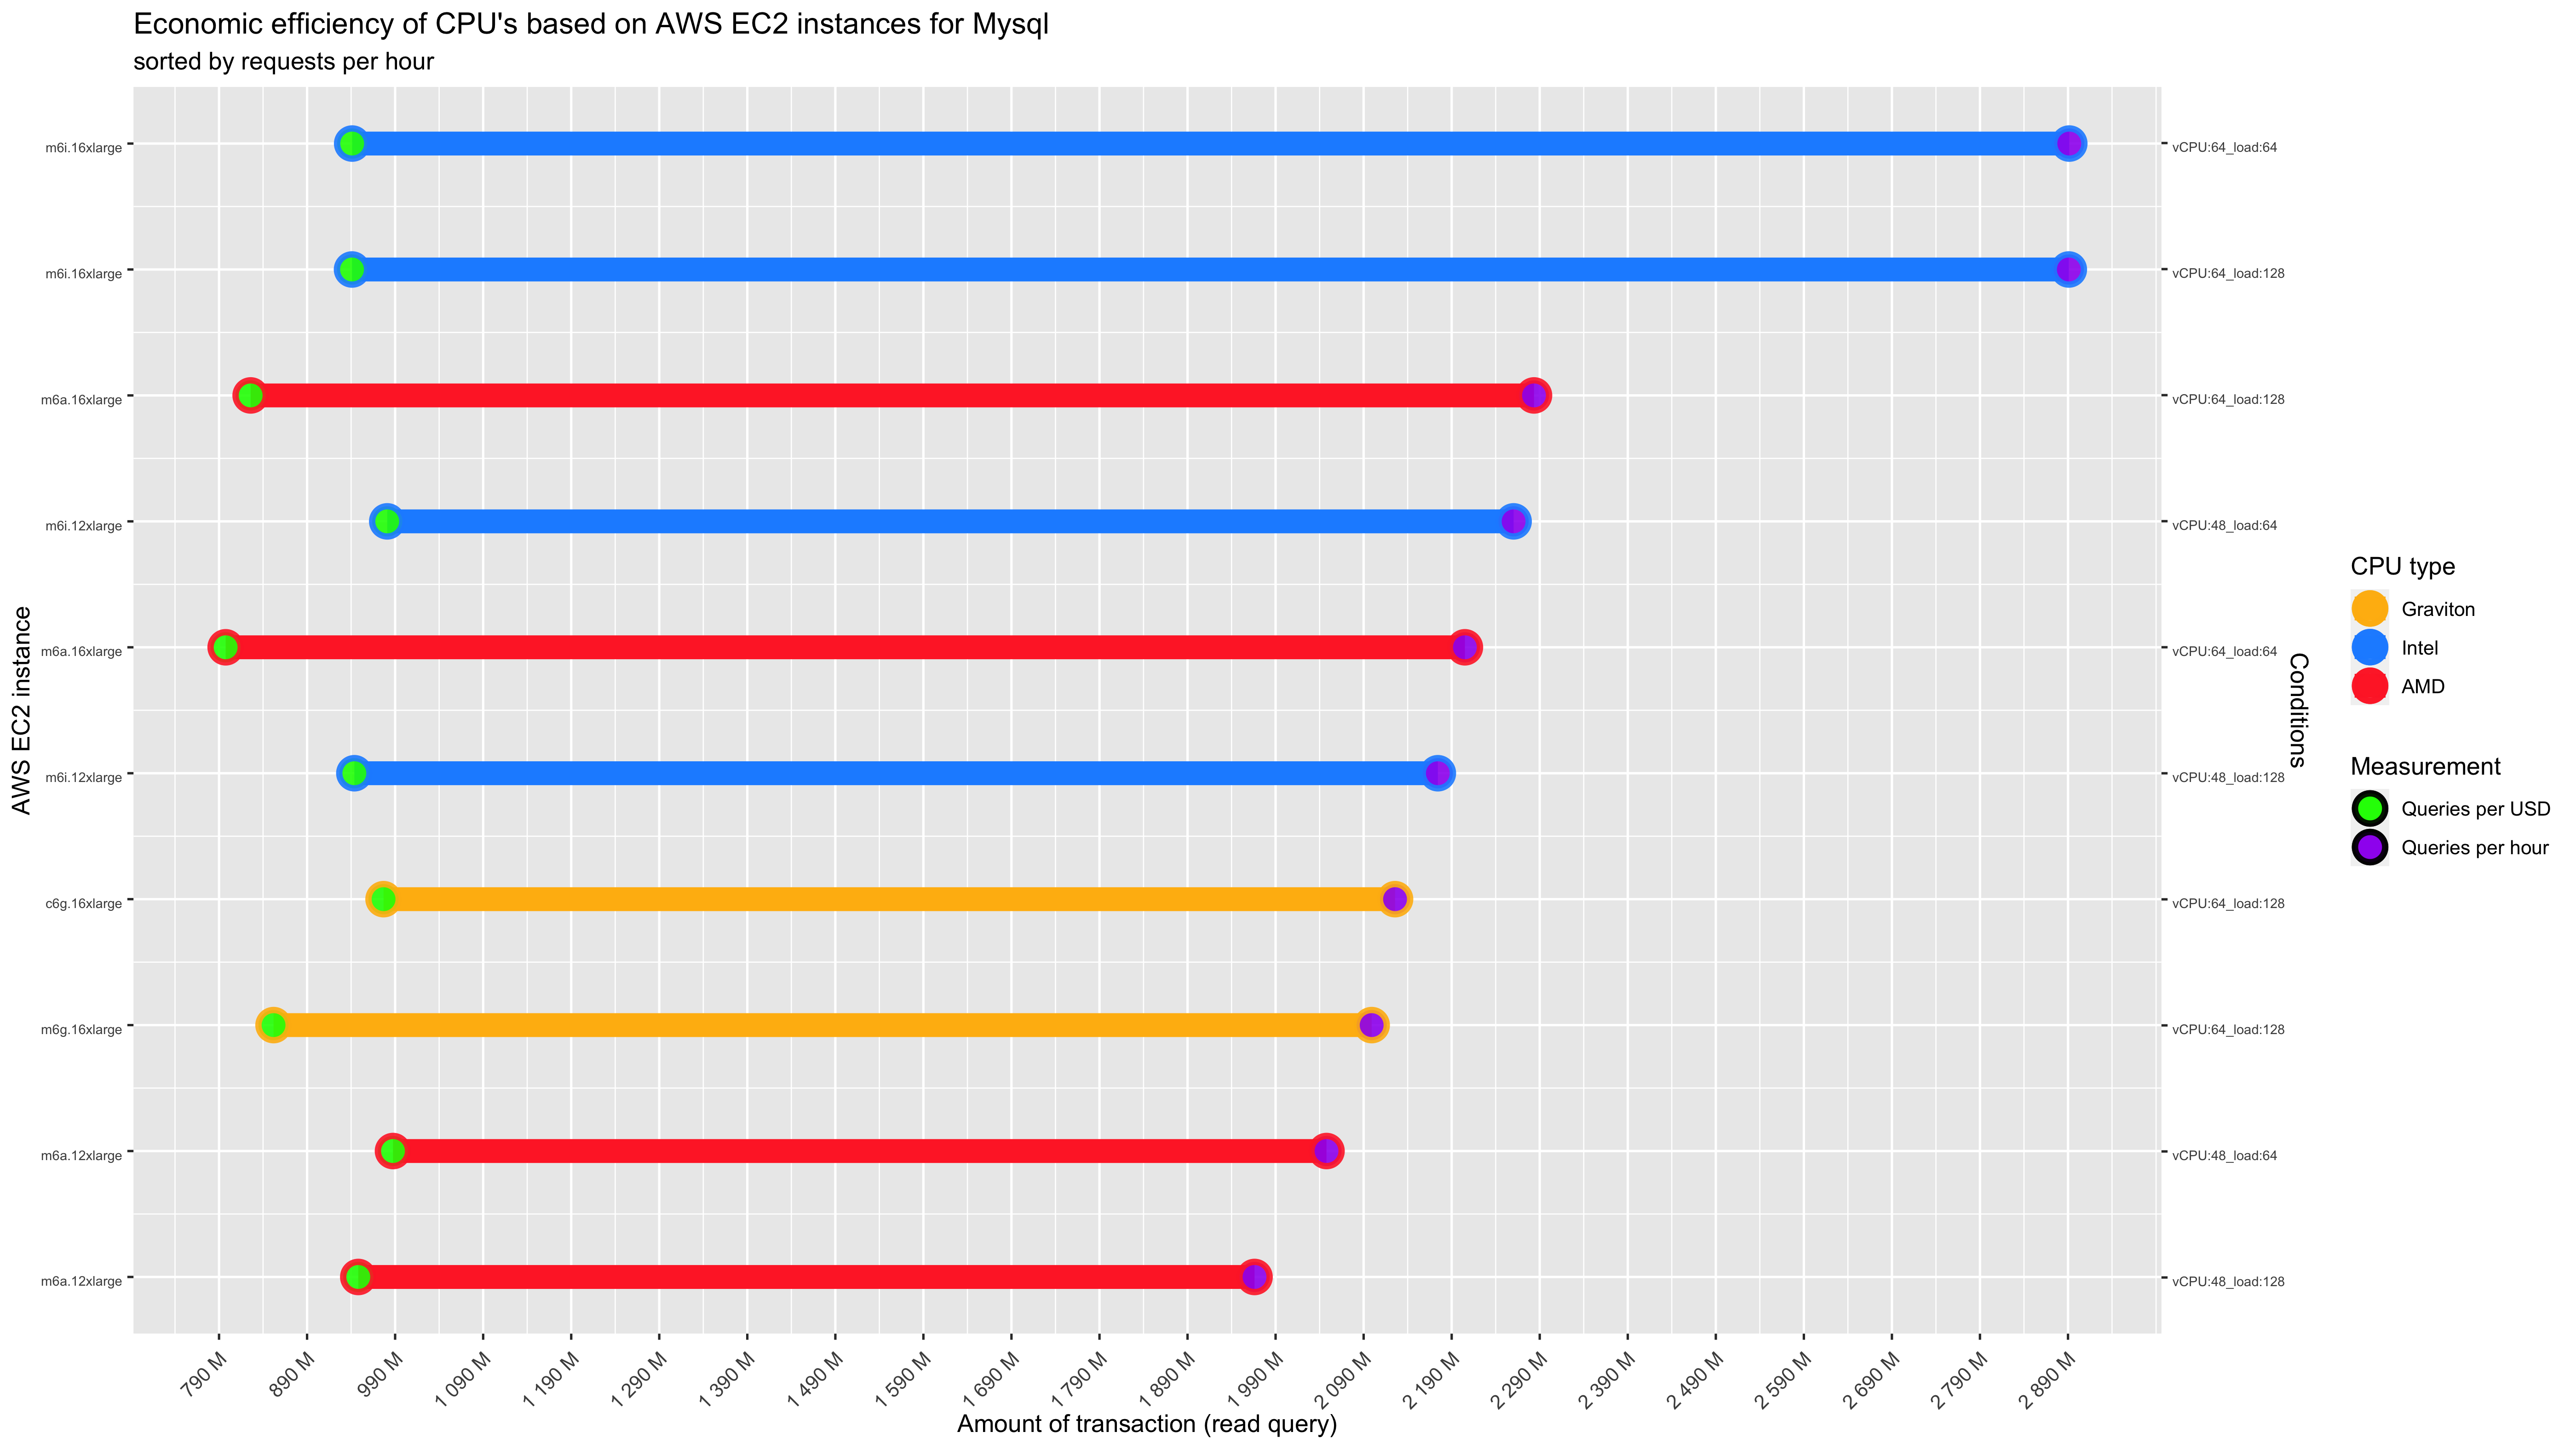 Economic efficiency of CPU's based on AWS EC2 instances for Mysql
sorted by requests per hour
AWS EC2 instance
m6i.16xlarge
m6i.16xlarge
m6a.16xlarge
m6i.12xlarge
m6a.16xlarge
m6i.12xlarge
c6g.16xlarge
m6g.16xlarge
m6a.12xlarge
m6a.12xlarge
vCPU:64_load:64
vCPU:64_load:128
vCPU:64_load:128
vCPU:48_load:64
vCPU:64_load:64
vCPU:48_load:128
vCPU:64_load:128
vCPU:64_load:128
vCPU:48_load:64
vCPU:48_load:128
Conditions
790 M
890 M
990 M
1 090 M
1 190 M
1 290 M
1 390 M
1 490 M
1 590 M
1 690 M
1 790 M
1 890 M
1 990 M
2 090 M
2 190 M
2 290 M
2 390 M
2 490 M
2 590 M
2 690 M
2 790 M
2 890 M
Amount of transaction (read query)
CPU type
Graviton
Intel
AMD
Measurement
Queries per USD
Queries per hour